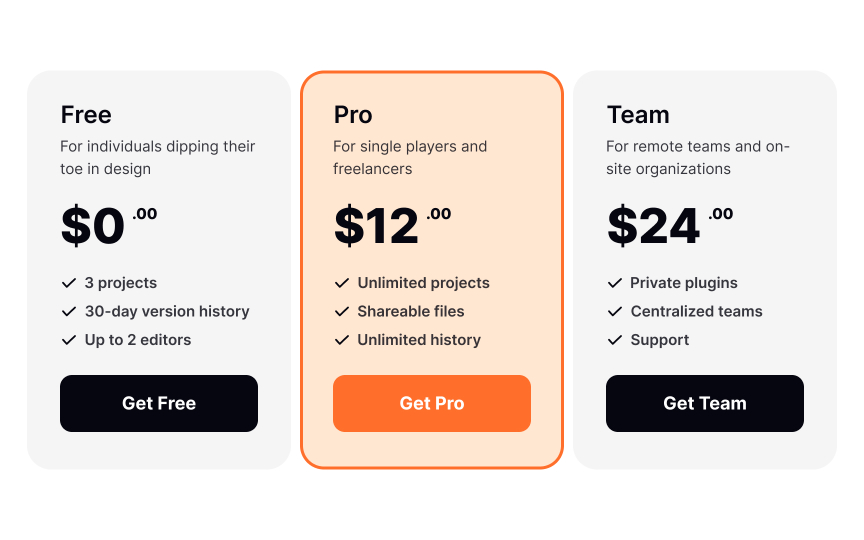 Free
For individuals dipping their
toe in design
$0 .00
3 projects
30-day version history
Up to 2 editors
Get Free
Pro
For single players and
freelancers
$12 .00
Unlimited projects
Shareable files
Unlimited history
Get Pro
Team
For remote teams and on-
site organizations
$24 .00
Private plugins
Centralized teams
Support
Get Team